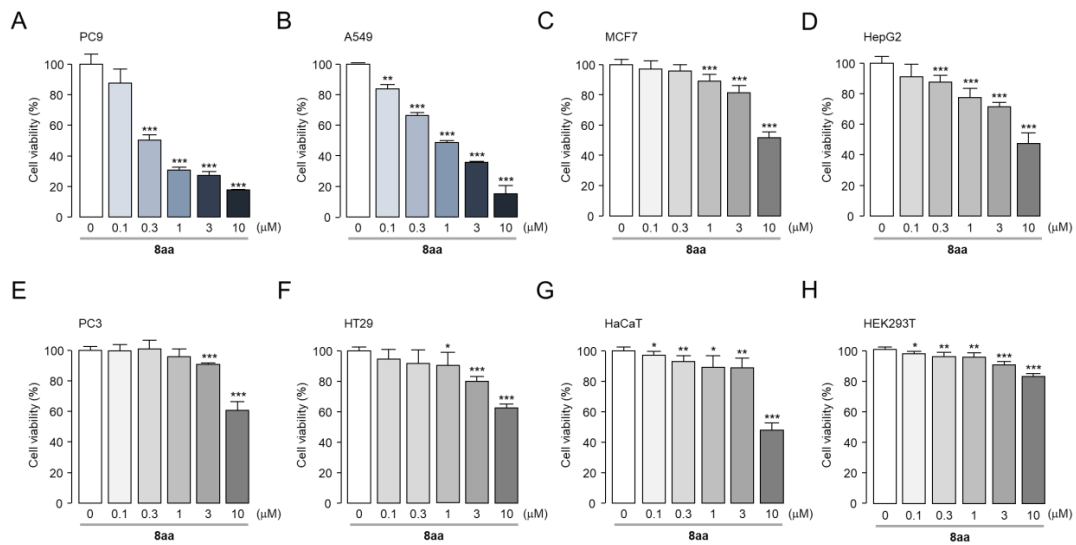 A
PC9
Cell viability (%)
100
80
60
40
20
0
***
***
***
***
0 0.1 0.3 1 3 10 (μM)
8aa
B
A549
Cell viability (%)
100
80
60
40
20
0
**
***
***
***
***
0 0.1 0.3 1 3 10 (μM)
8aa
C
MCF7
Cell viability (%)
100
80
60
40
20
0
***
***
***
0 0.1 0.3 1 3 10 (μM)
8aa
D
HepG2
Cell viability (%)
100
80
60
40
20
0
***
***
***
***
0 0.1 0.3 1 3 10 (μM)
8aa
E
PC3
Cell viability (%)
100
80
60
40
20
0
***
***
0 0.1 0.3 1 3 10 (μM)
8aa
F
HT29
Cell viability (%)
100
80
60
40
20
0
*
***
***
0 0.1 0.3 1 3 10 (μM)
8aa
G
HaCaT
Cell viability (%)
100
80
60
40
20
0
*
**
*
**
***
0 0.1 0.3 1 3 10 (μM)
8aa
H
HEK293T
Cell viability (%)
100
80
60
40
20
0
*
**
**
***
***
0 0.1 0.3 1 3 10 (μM)
8aa